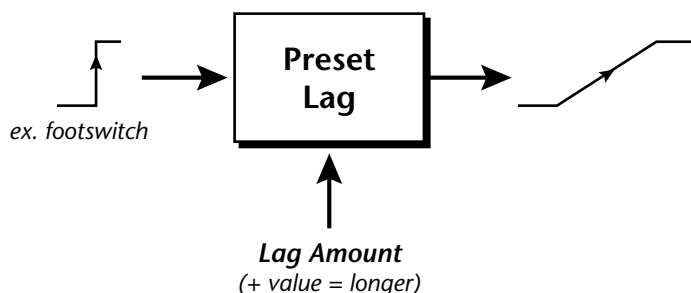 Preset
Lag
ex. footswitch
Lag Amount
(+ value = longer)